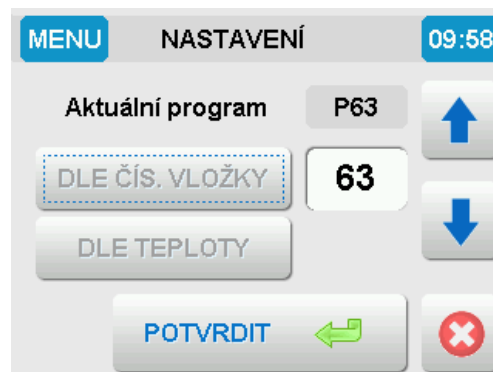 MENU NASTAVENÍ 09:58
Aktuální program P63
DLE ČÍS. VLOŽKY 63
DLE TEPLOTY
POTVRDIT